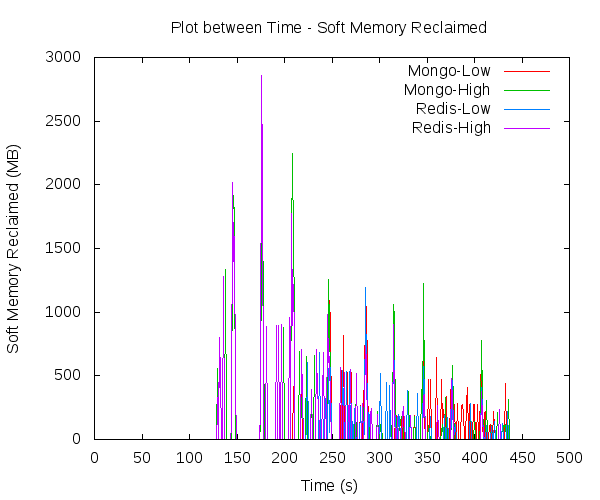 Plot between Time - Soft Memory Reclaimed
Soft Memory Reclaimed (MB)
3000
2500
2000
1500
1000
500
0
Mongo-Low
Mongo-High
Redis-Low
Redis-High
0 50 100 150 200 250 300 350 400 450 500
Time (s)